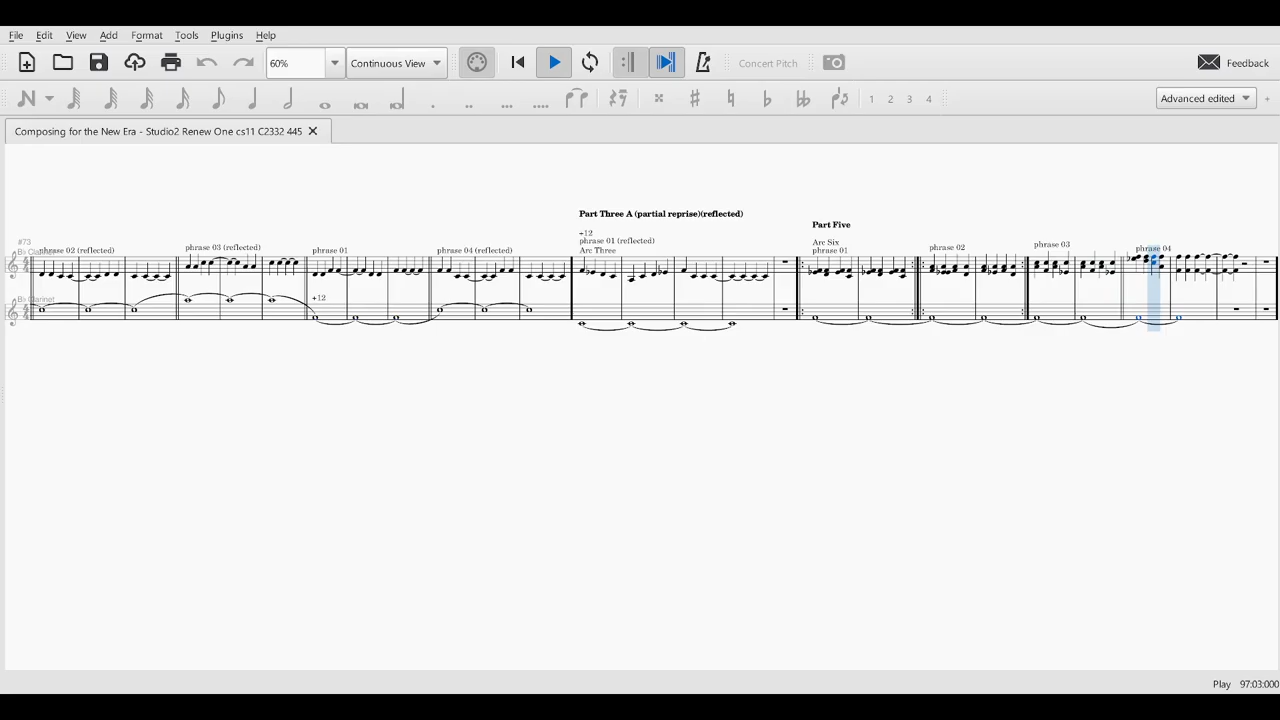 File Edit View Add Format Tools Plugins Help
60% Continuous View Concert Pitch Feedback
1 2 3 4 Advanced edited +
Composing for the New Era - Studio2 Renew One cs11 C2332 445
Part Three A (partial reprise)(reflected)
Part Five
+12
#73 phrase 02 (reflected) phrase 03 (reflected) phrase 01 phrase 04 (reflected) phrase 01 (reflected) Arc Six phrase 02 phrase 03 phrase 04
B♭ Clarinet Arc Three phrase 01
B♭ Clarinet +12
Play 97:03:000